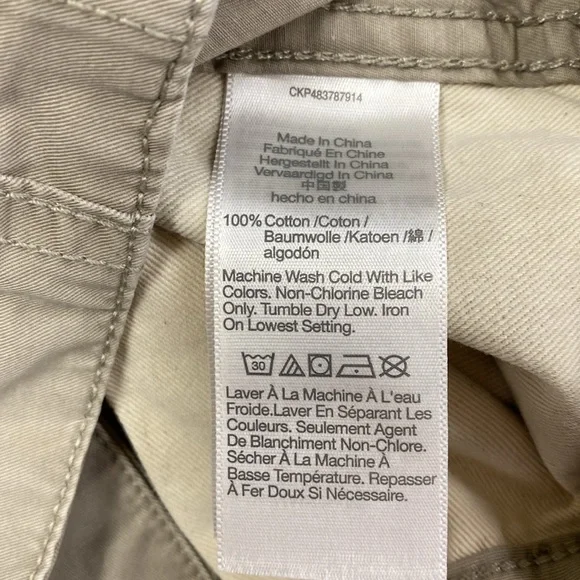 CKP483787914
Made In China
Fabriqué En Chine
Hergestellt In China
Vervaardigd In China
中国製
hecho en china
100% Cotton /Coton /
Baumwolle /Katoen /綿 /
algodón
Machine Wash Cold With Like
Colors. Non-Chlorine Bleach
Only. Tumble Dry Low. Iron
On Lowest Setting.
30
Laver À La Machine À L'eau
Froide.Laver En Séparant Les
Couleurs. Seulement Agent
De Blanchiment Non-Chlore.
Sécher À La Machine À
Basse Température. Repasser
À Fer Doux Si Nécessaire.